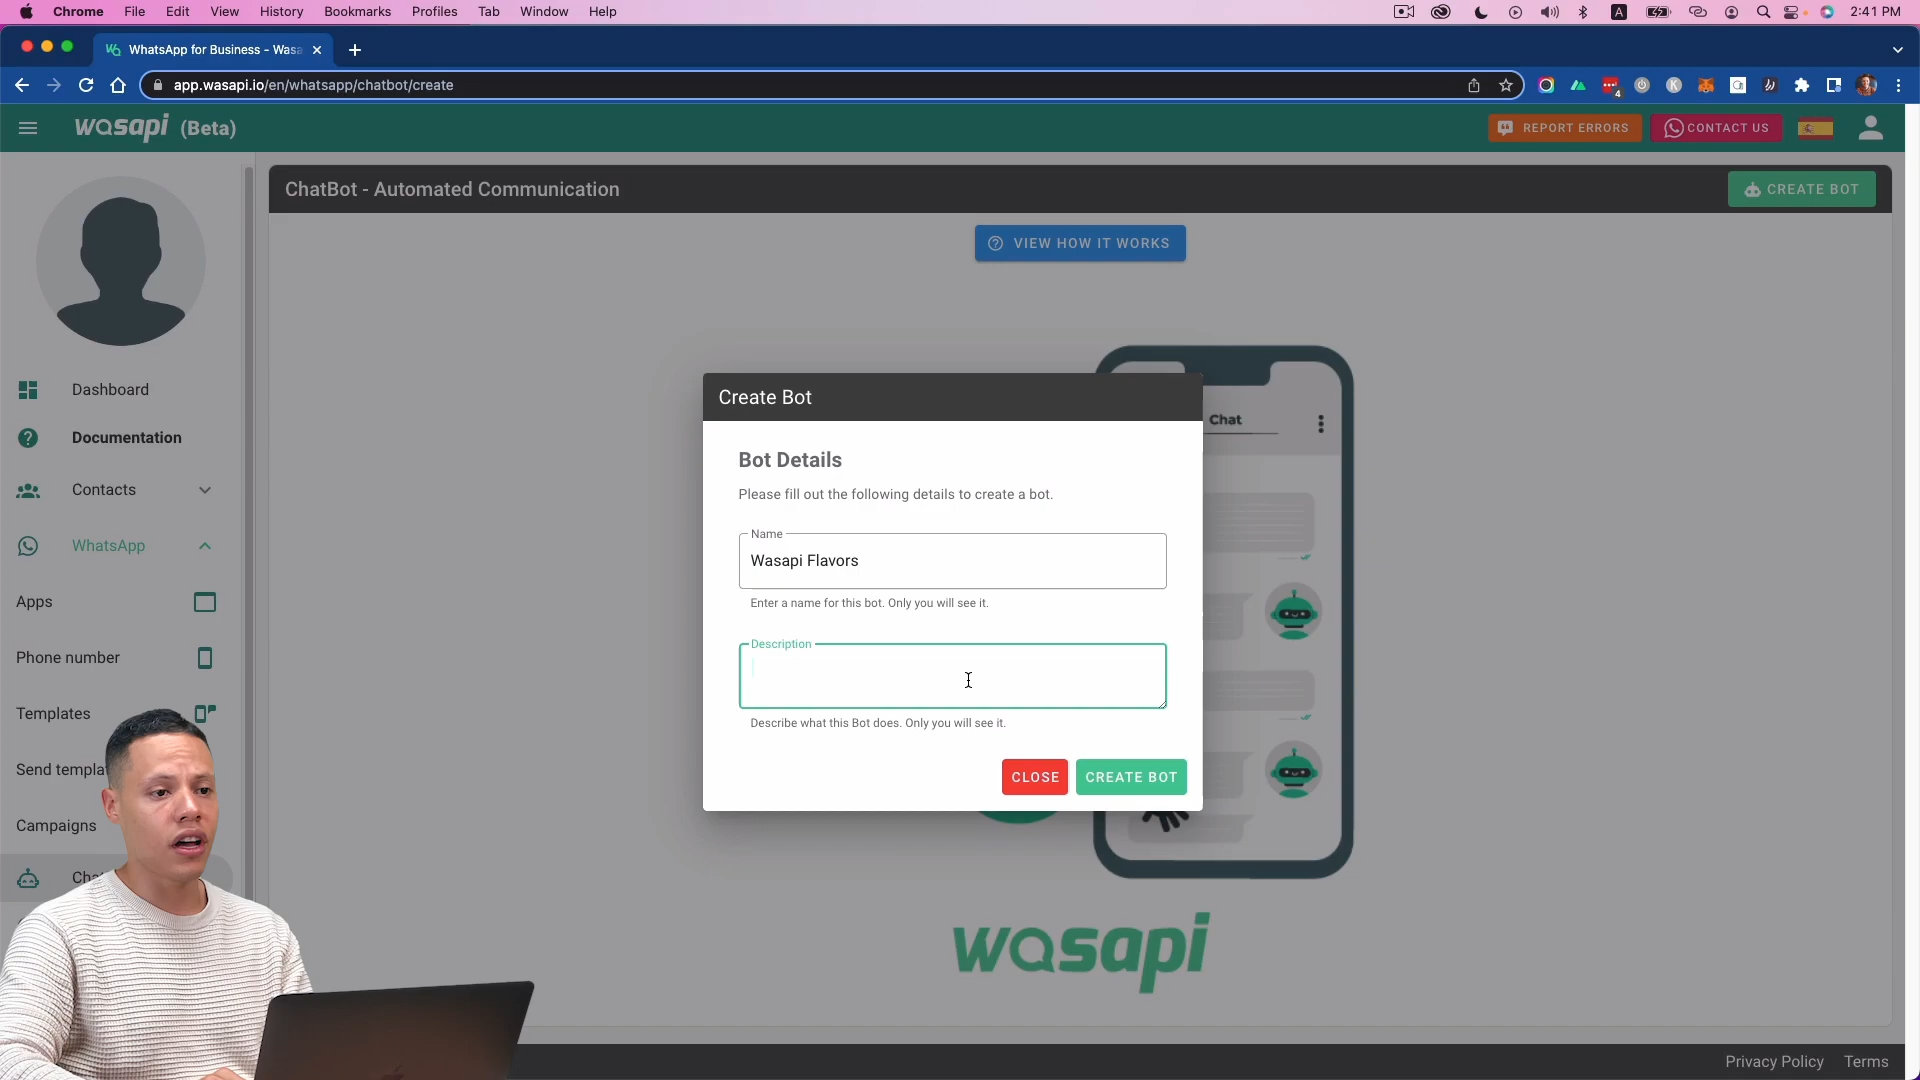 Chrome File Edit View History Bookmarks Profiles Tab Window Help
A
2:41 PM
WhatsApp for Business - Wasa
app.wasapi.io/en/whatsapp/chatbot/create
4
K
wasapi (Beta)
REPORT ERRORS
CONTACT US
ChatBot - Automated Communication
CREATE BOT
VIEW HOW IT WORKS
Dashboard
Documentation
Contacts
WhatsApp
Apps
Phone number
Templates
Send templa
Campaigns
Chat
Chat
Create Bot
Bot Details
Please fill out the following details to create a bot.
Name
Wasapi Flavors
Enter a name for this bot. Only you will see it.
Description
Describe what this Bot does. Only you will see it.
CLOSE
CREATE BOT
wasapi
Privacy Policy Terms